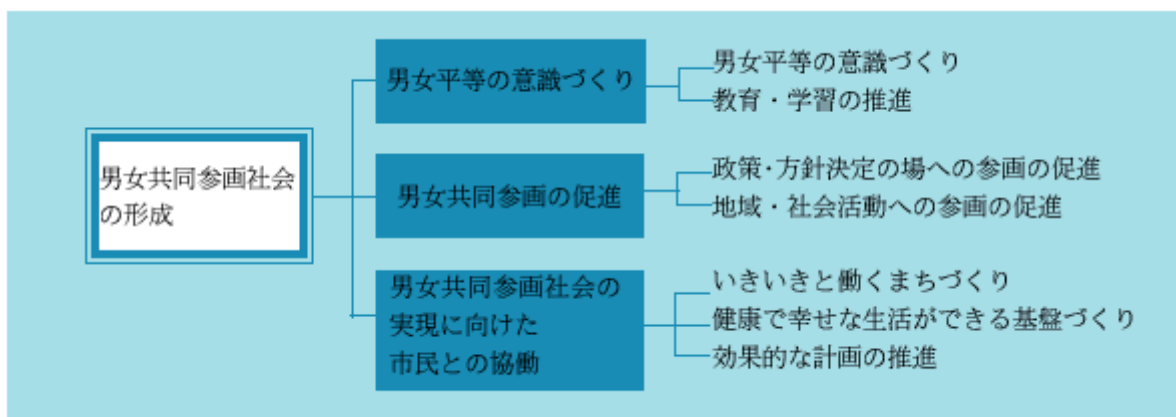 男女共同参画社会
の形成
男女平等の意識づくり
男女平等の意識づくり
教育・学習の推進
男女共同参画の促進
政策・方針決定の場への参画の促進
地域・社会活動への参画の促進
男女共同参画社会の
実現に向けた
市民との協働
いきいきと働くまちづくり
健康で幸せな生活ができる基盤づくり
効果的な計画の推進